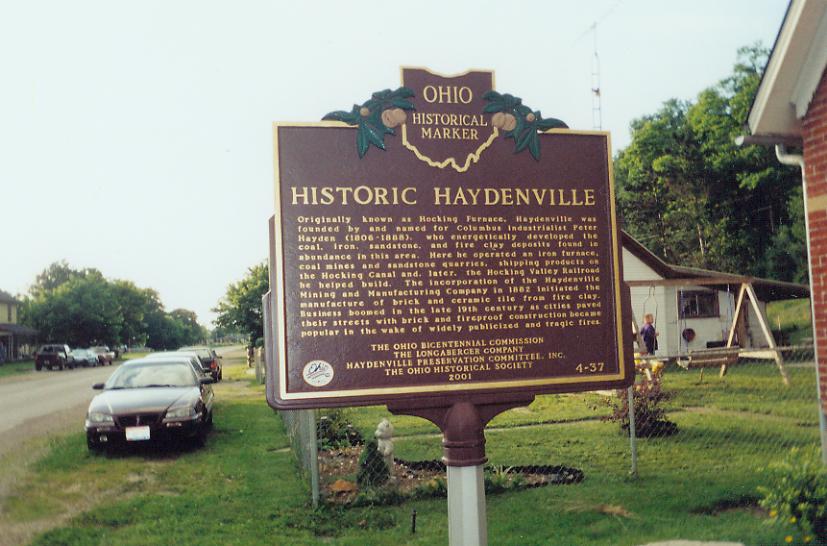 OHIO
HISTORICAL
MARKER
HISTORIC HAYDENVILLE
Originally known as Hocking Furnace, Haydenville was
founded by and named for Columbus industrialist Peter
Hayden (1806-1888), who energetically developed the
coal, iron, sandstone, and fire clay deposits found in
abundance in this area. Here he operated an iron furnace,
coal mines and sandstone quarries, shipping products on
the Hocking Canal and, later, the Hocking Valley Railroad
he helped build. The incorporation of the Haydenville
Mining and Manufacturing Company in 1882 initiated the
manufacture of brick and ceramic tile from fire clay.
Business boomed in the late 19th century as cities paved
their streets with brick and fireproof construction became
popular in the wake of widely publicized and tragic fires.
THE OHIO BICENTENNIAL COMMISSION
THE LONGABERGER COMPANY
HAYDENVILLE PRESERVATION COMMITTEE, INC.
THE OHIO HISTORICAL SOCIETY
2001
4-37